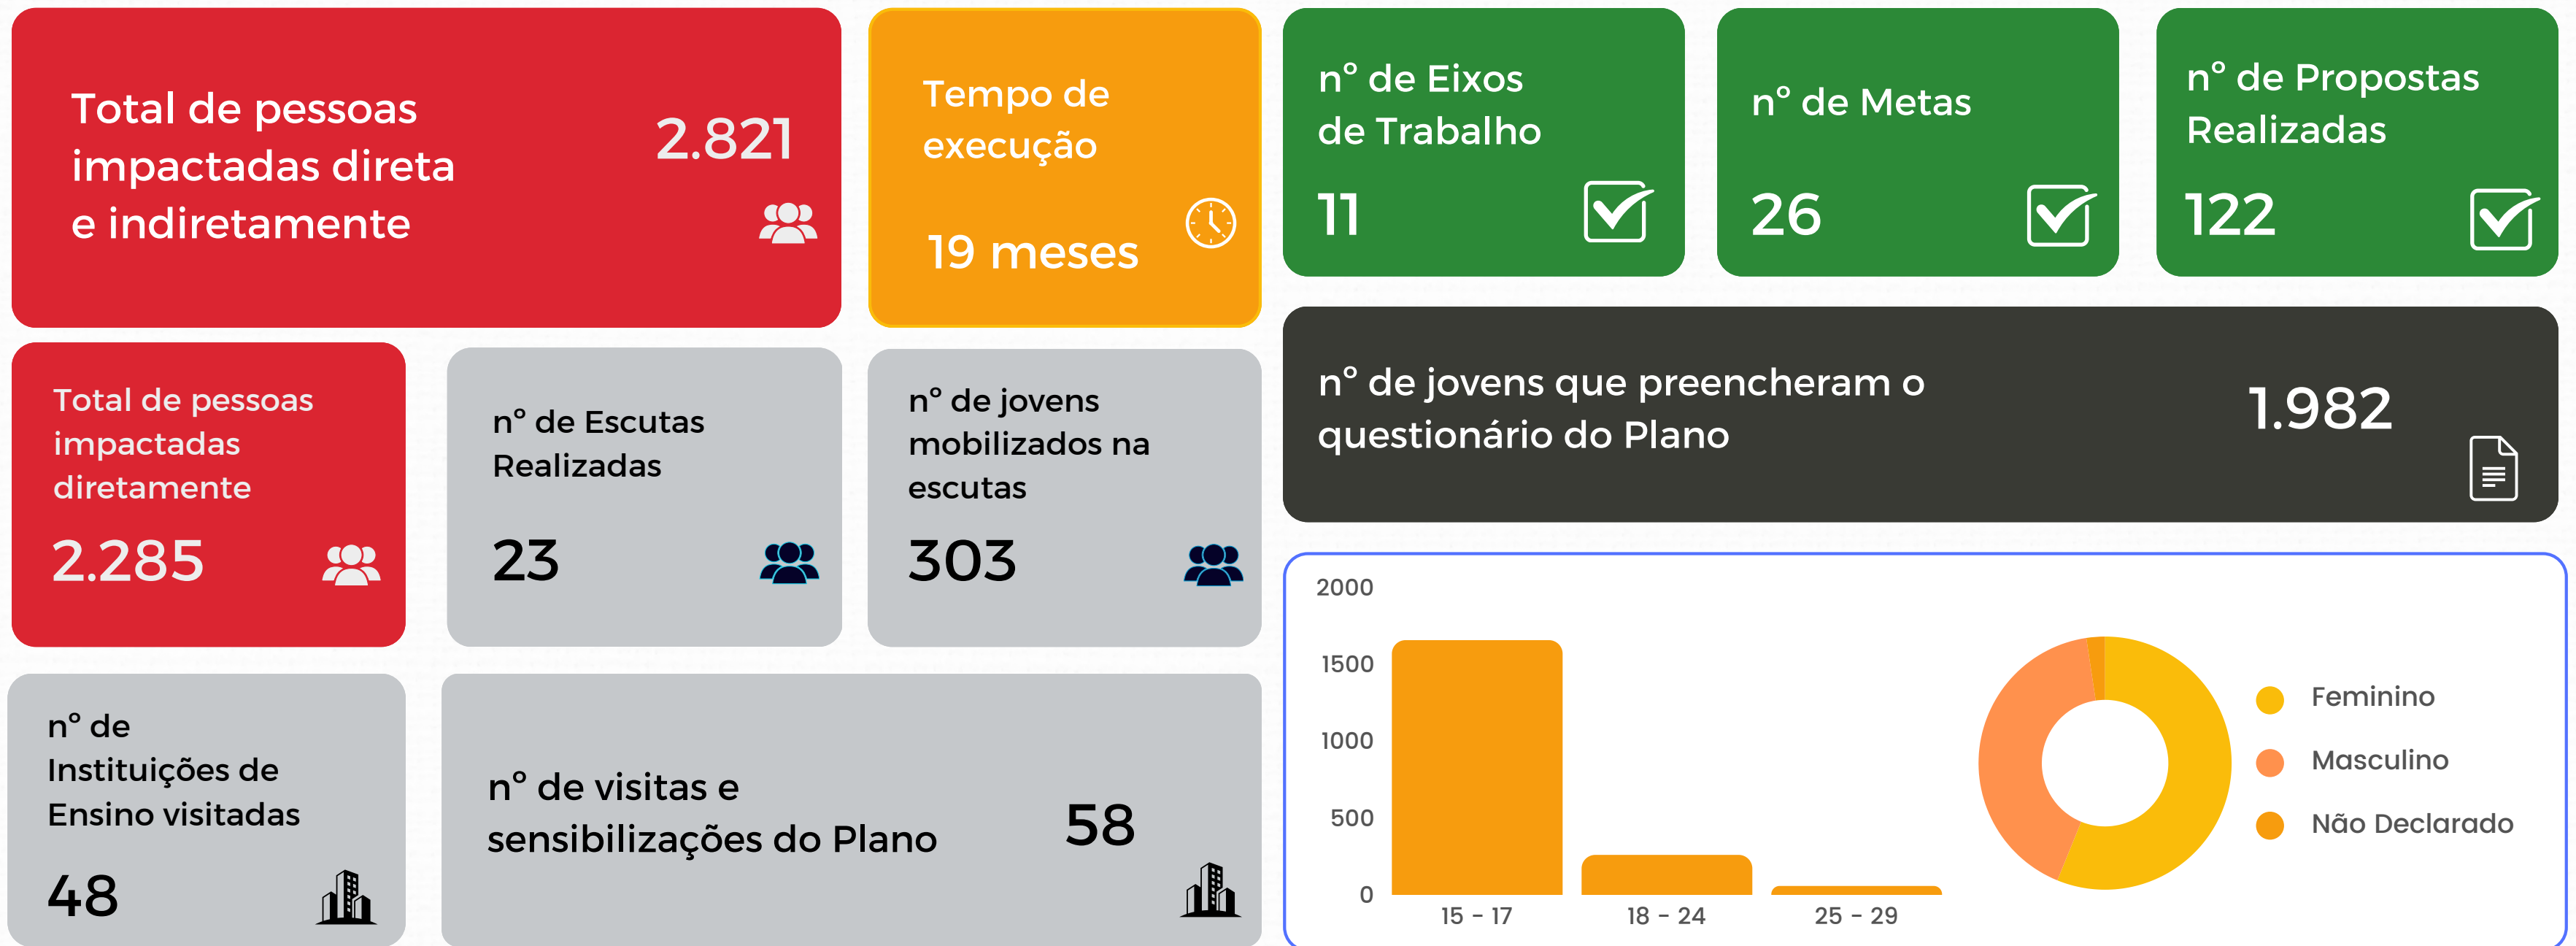 Total de pessoas
impactadas direta
e indiretamente
2.821
Tempo de
execução
19 meses
nº de Eixos
de Trabalho
11
nº de Metas
26
nº de Propostas
Realizadas
122
Total de pessoas
impactadas
diretamente
2.285
nº de Escutas
Realizadas
23
nº de jovens
mobilizados na
escutas
303
nº de jovens que preencheram o
questionário do Plano
1.982
nº de
Instituições de
Ensino visitadas
48
nº de visitas e
sensibilizações do Plano
58
2000
1500
1000
500
0
15 - 17
18 - 24
25 - 29
Feminino
Masculino
Não Declarado